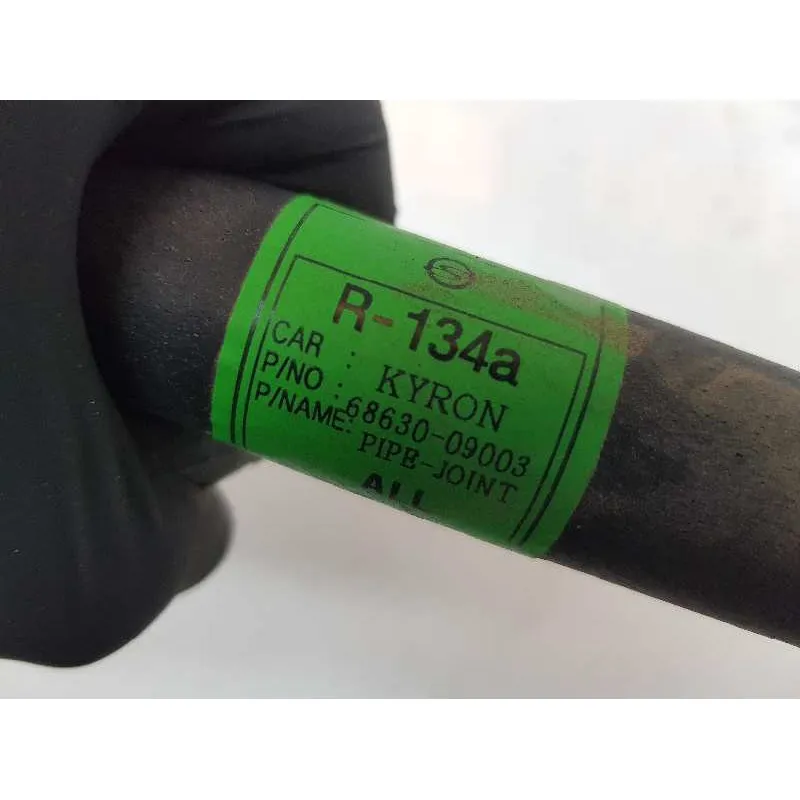 R-134a
CAR : KYRON
P/NO : 68630-09003
P/NAME: PIPE-JOINT
ALL